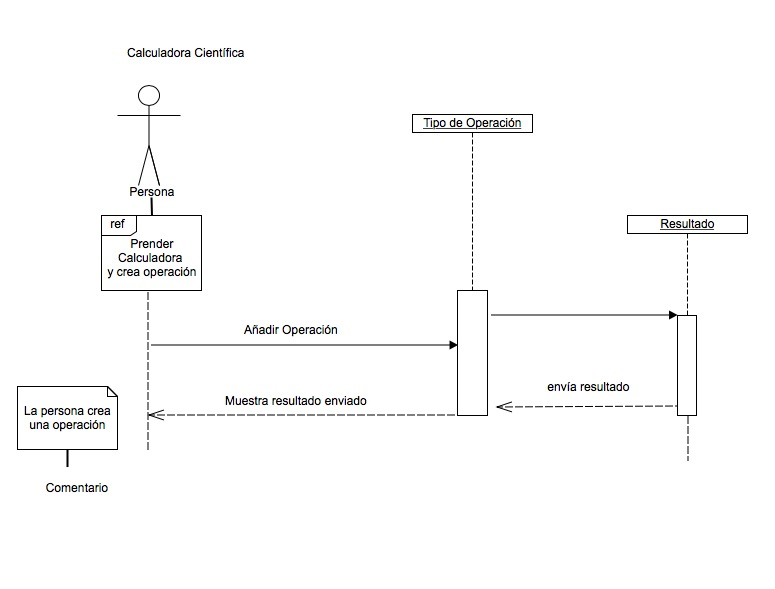 Calculadora Científica
Tipo de Operación
Persona
ref
Prender
Calculadora
y crea operación
Resultado
Añadir Operación
envía resultado
Muestra resultado enviado
La persona crea
una operación
Comentario